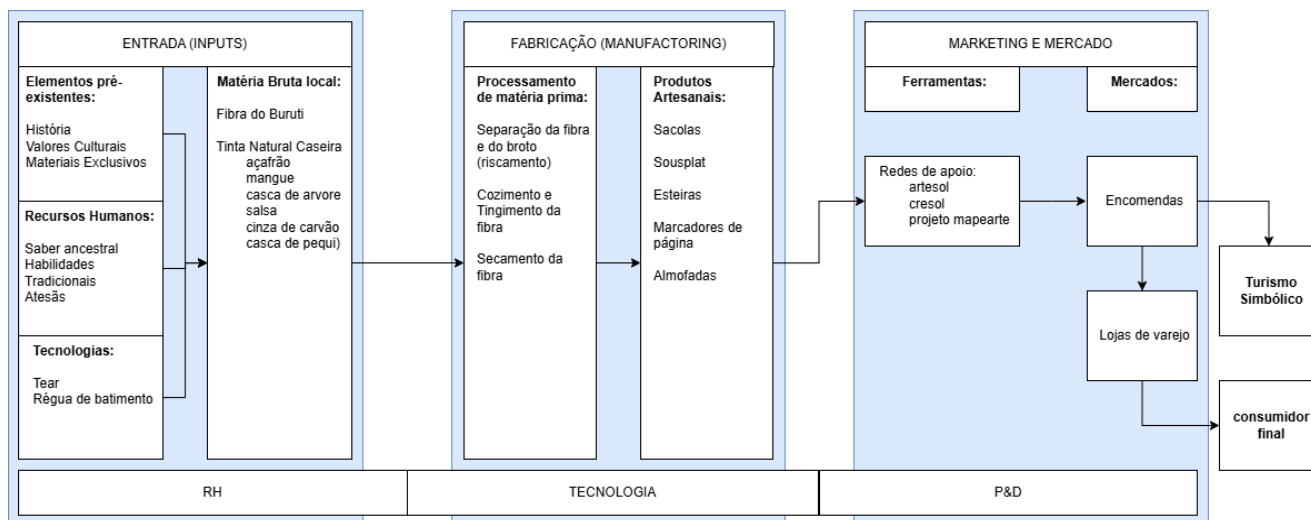 ENTRADA (INPUTS)
Elementos pré-
existentes:
História
Valores Culturais
Materiais Exclusivos
Recursos Humanos:
Saber ancestral
Habilidades
Tradicionais
Atesãs
Tecnologias:
Tear
Régua de batimento
Matéria Bruta local:
Fibra do Buruti
Tinta Natural Caseira
açafrão
mangue
casca de arvore
salsa
cinza de carvão
casca de pequi)
FABRICAÇÃO (MANUFACTORING)
Processamento
de matéria prima:
Separação da fibra
e do broto
(riscamento)
Cozimento e
Tingimento da
fibra
Secamento da
fibra
Produtos
Artesanais:
Sacolas
Sousplat
Esteiras
Marcadores de
página
Almofadas
MARKETING E MERCADO
Ferramentas:
Redes de apoio:
artesol
cresol
projeto mapearte
Mercados:
Encomendas
Lojas de varejo
Turismo
Simbólico
consumidor
final
RH
TECNOLOGIA
P&D